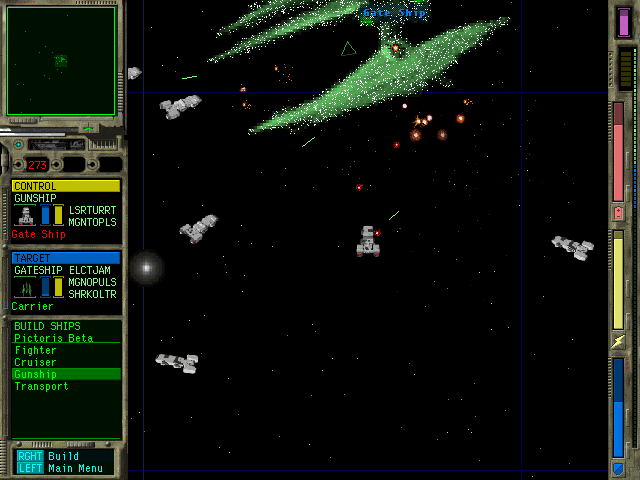 Gate Ship
273
CONTROL
GUNSHIP
LSRTURRT
MGNTOPLS
Gate Ship
TARGET
GATESHIP ELCTJAM
MGNOPULS
SHRKOLTR
Carrier
BUILD SHIPS
Pictoris Beta
Fighter
Cruiser
Gunship
Transport
RGHT Build
LEFT Main Menu